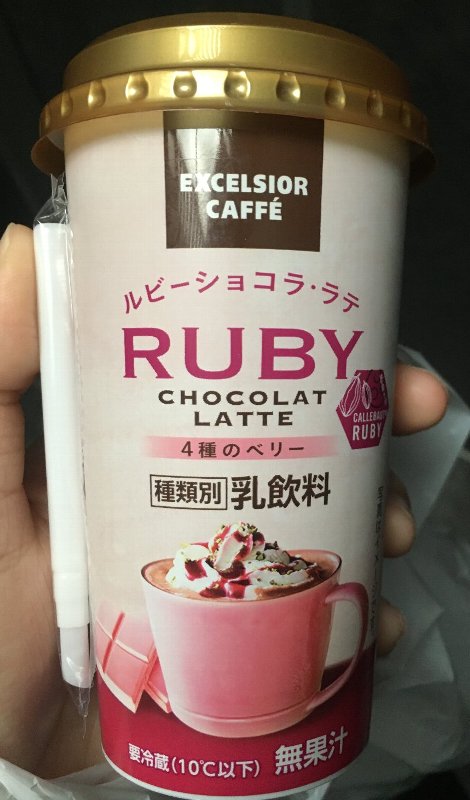 EXCELSIOR
CAFFÉ
ルビーショコラ・ラテ
RUBY
CHOCOLAT
LATTE
CALLEBAUT
RUBY
4種のベリー
種類別 乳飲料
要冷蔵(10℃以下) 無果汁